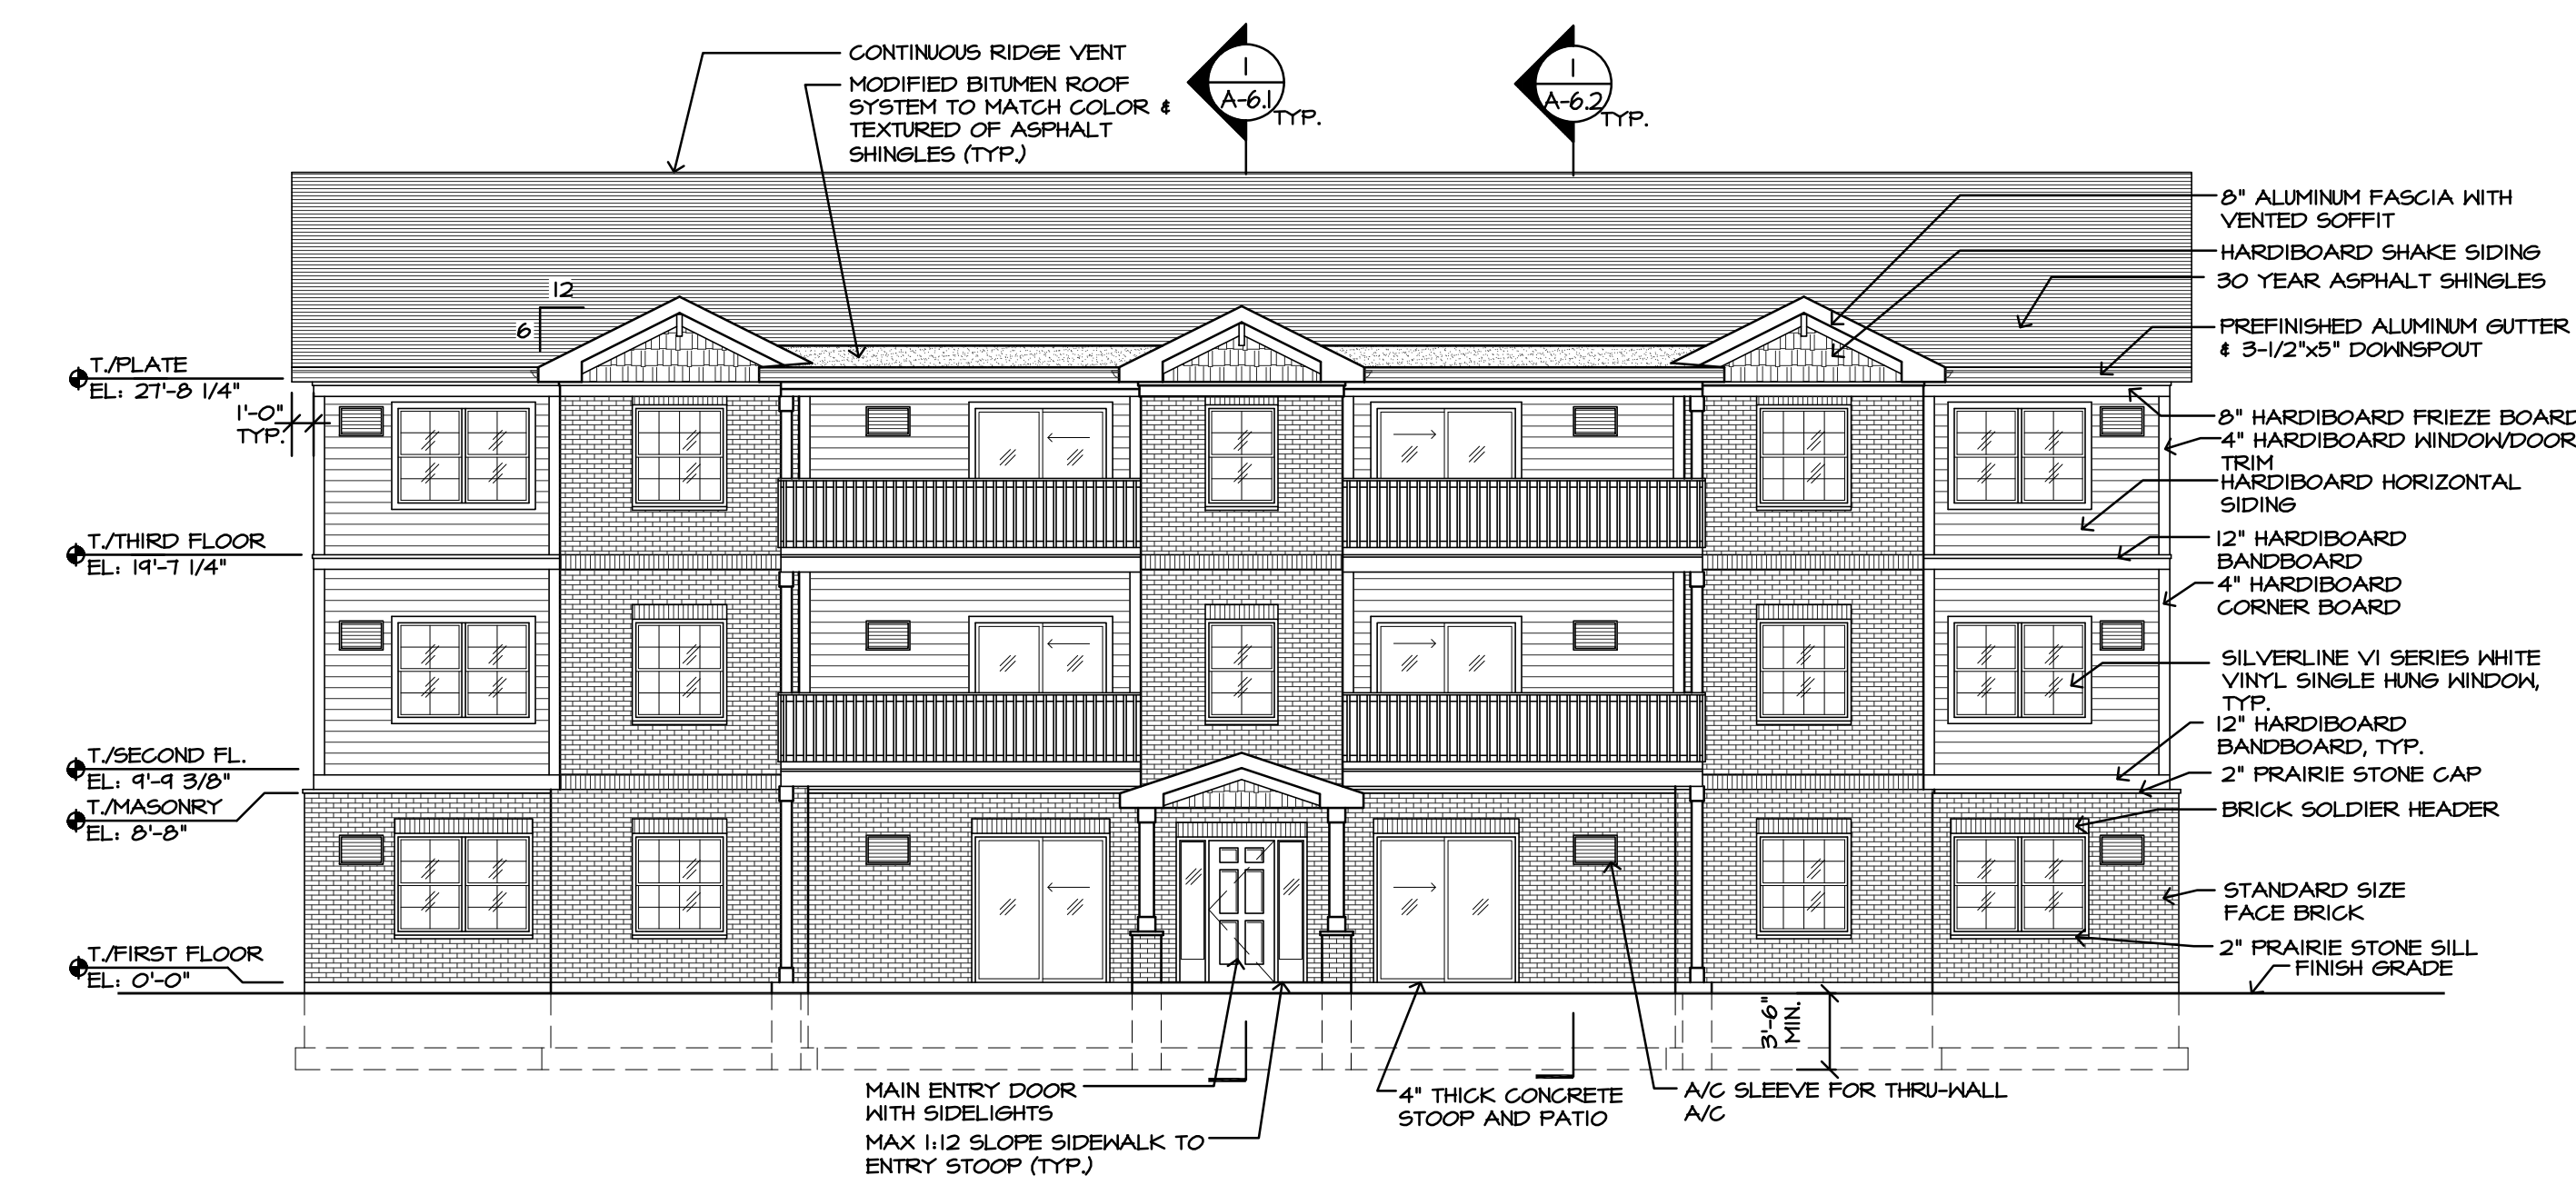 CONTINUOUS RIDGE VENT
MODIFIED BITUMEN ROOF
SYSTEM TO MATCH COLOR &
TEXTURED OF ASPHALT
SHINGLES (TYP.)
1
A-6.1
TYP.
1
A-6.2
TYP.
12
6
T./PLATE
EL: 27'-8 1/4"
1'-0"
TYP.
T./THIRD FLOOR
EL: 19'-7 1/4"
T./SECOND FL.
EL: 9'-9 3/8"
T./MASONRY
EL: 8'-8"
T./FIRST FLOOR
EL: 0'-0"
8" ALUMINUM FASCIA WITH
VENTED SOFFIT
HARDIBOARD SHAKE SIDING
30 YEAR ASPHALT SHINGLES
PREFINISHED ALUMINUM GUTTER
& 3-1/2"x5" DOWNSPOUT
8" HARDIBOARD FRIEZE BOARD
4" HARDIBOARD WINDOW/DOOR
TRIM
HARDIBOARD HORIZONTAL
SIDING
12" HARDIBOARD
BANDBOARD
4" HARDIBOARD
CORNER BOARD
SILVERLINE V1 SERIES WHITE
VINYL SINGLE HUNG WINDOW,
TYP.
12" HARDIBOARD
BANDBOARD, TYP.
2" PRAIRIE STONE CAP
BRICK SOLDIER HEADER
STANDARD SIZE
FACE BRICK
2" PRAIRIE STONE SILL
FINISH GRADE
3'-6"
MIN.
MAIN ENTRY DOOR
WITH SIDELIGHTS
MAX 1:12 SLOPE SIDEWALK TO
ENTRY STOOP (TYP.)
4" THICK CONCRETE
STOOP AND PATIO
A/C SLEEVE FOR THRU-WALL
A/C